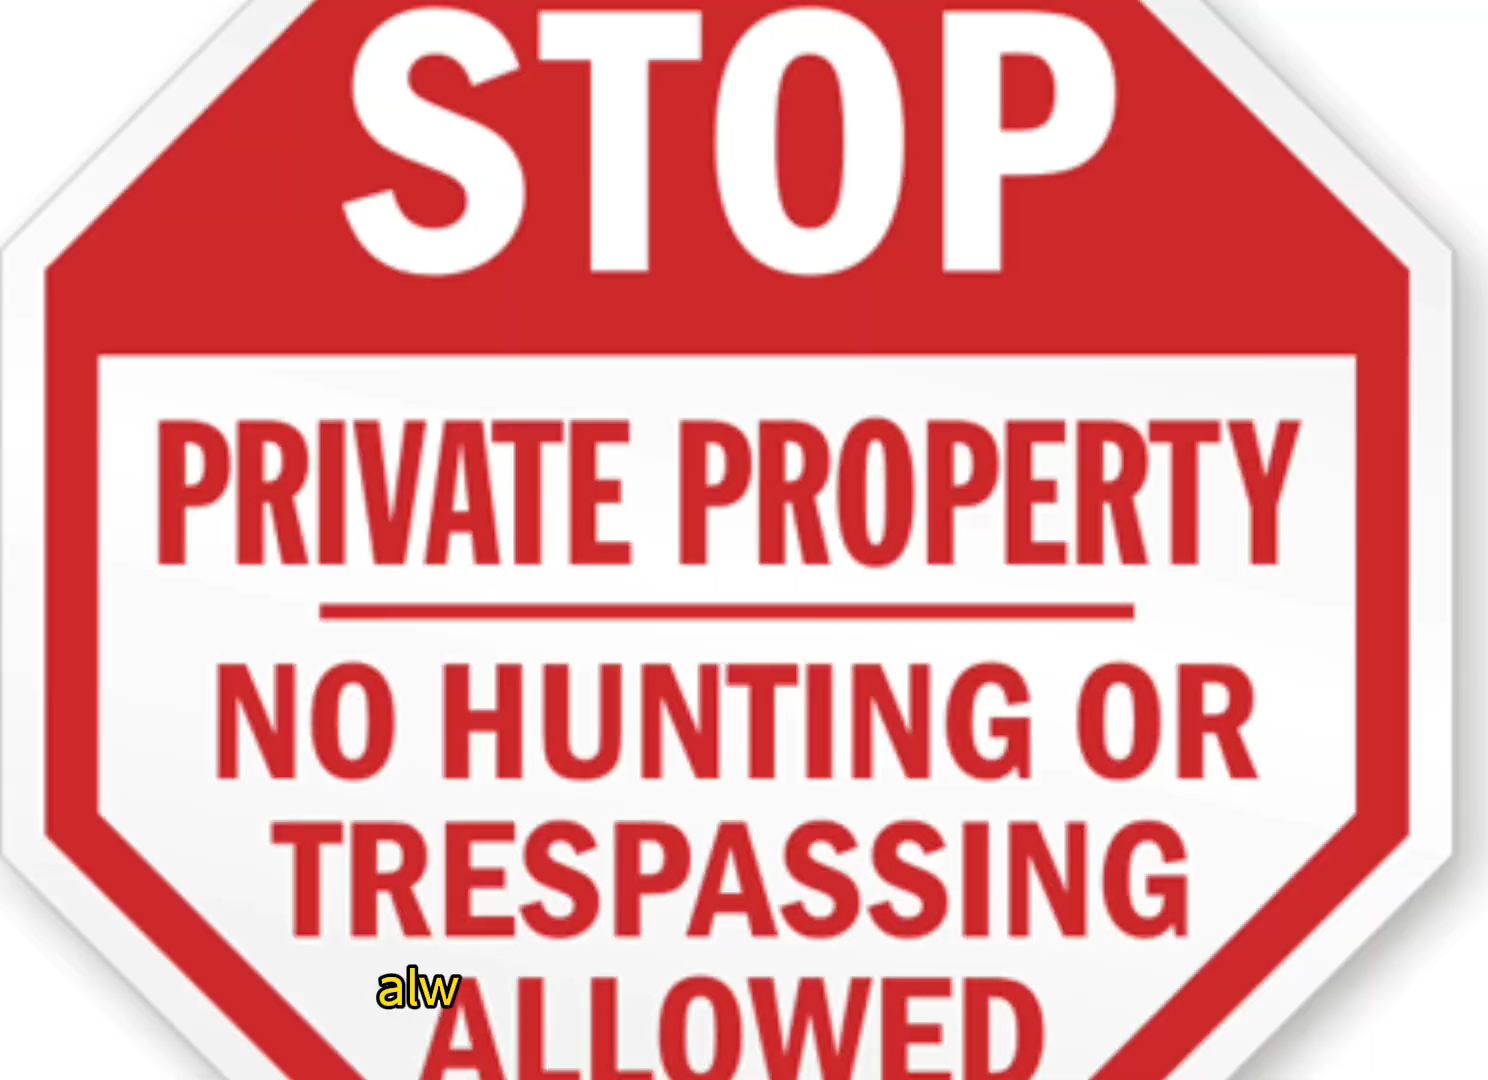 STOP
PRIVATE PROPERTY
NO HUNTING OR
TRESPASSING
ALLOWED
alw